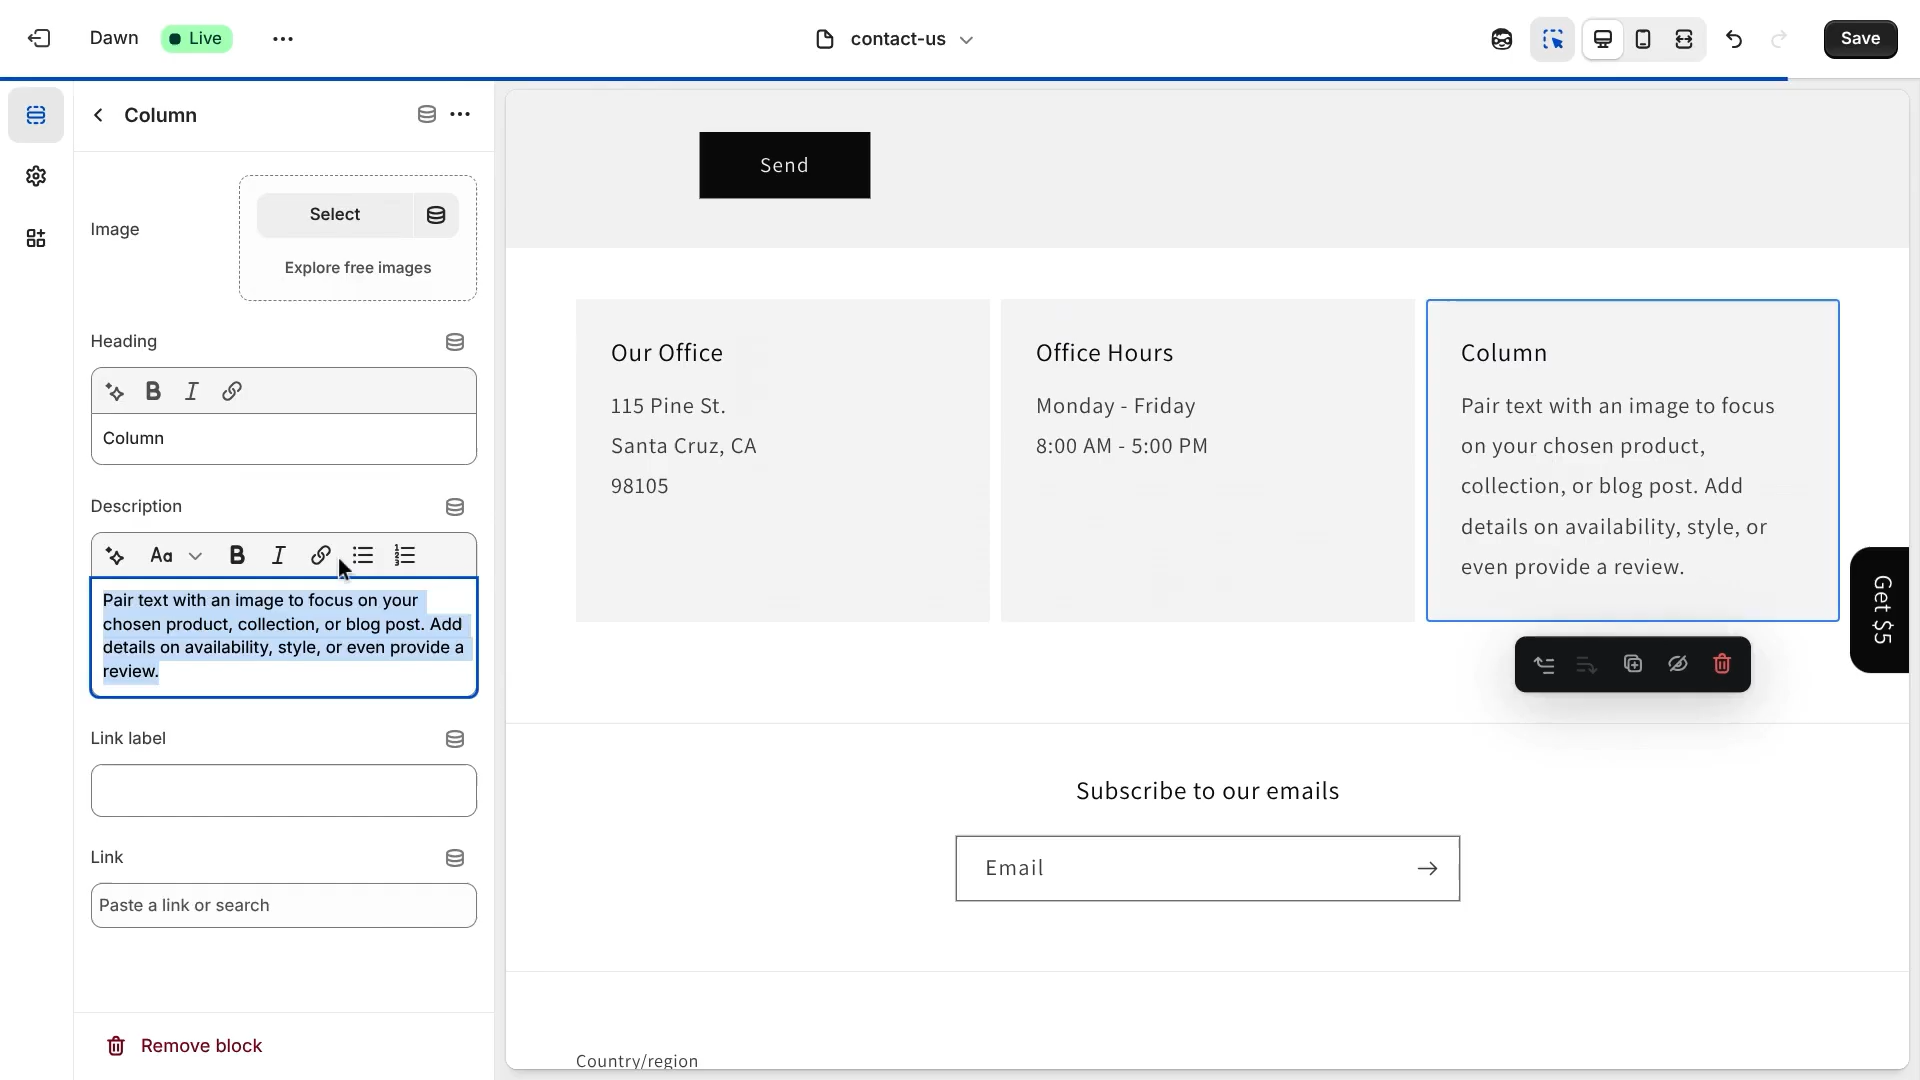 Dawn
Live
contact-us
Save
Column
Image
Select
Explore free images
Heading
B I
Column
Description
Aa
B I
Pair text with an image to focus on your
chosen product, collection, or blog post. Add
details on availability, style, or even provide a
review.
Link label
Link
Paste a link or search
Remove block
Send
Our Office
115 Pine St.
Santa Cruz, CA
98105
Office Hours
Monday - Friday
8:00 AM - 5:00 PM
Column
Pair text with an image to focus
on your chosen product,
collection, or blog post. Add
details on availability, style, or
even provide a review.
Get $5
Subscribe to our emails
Email
Country/region